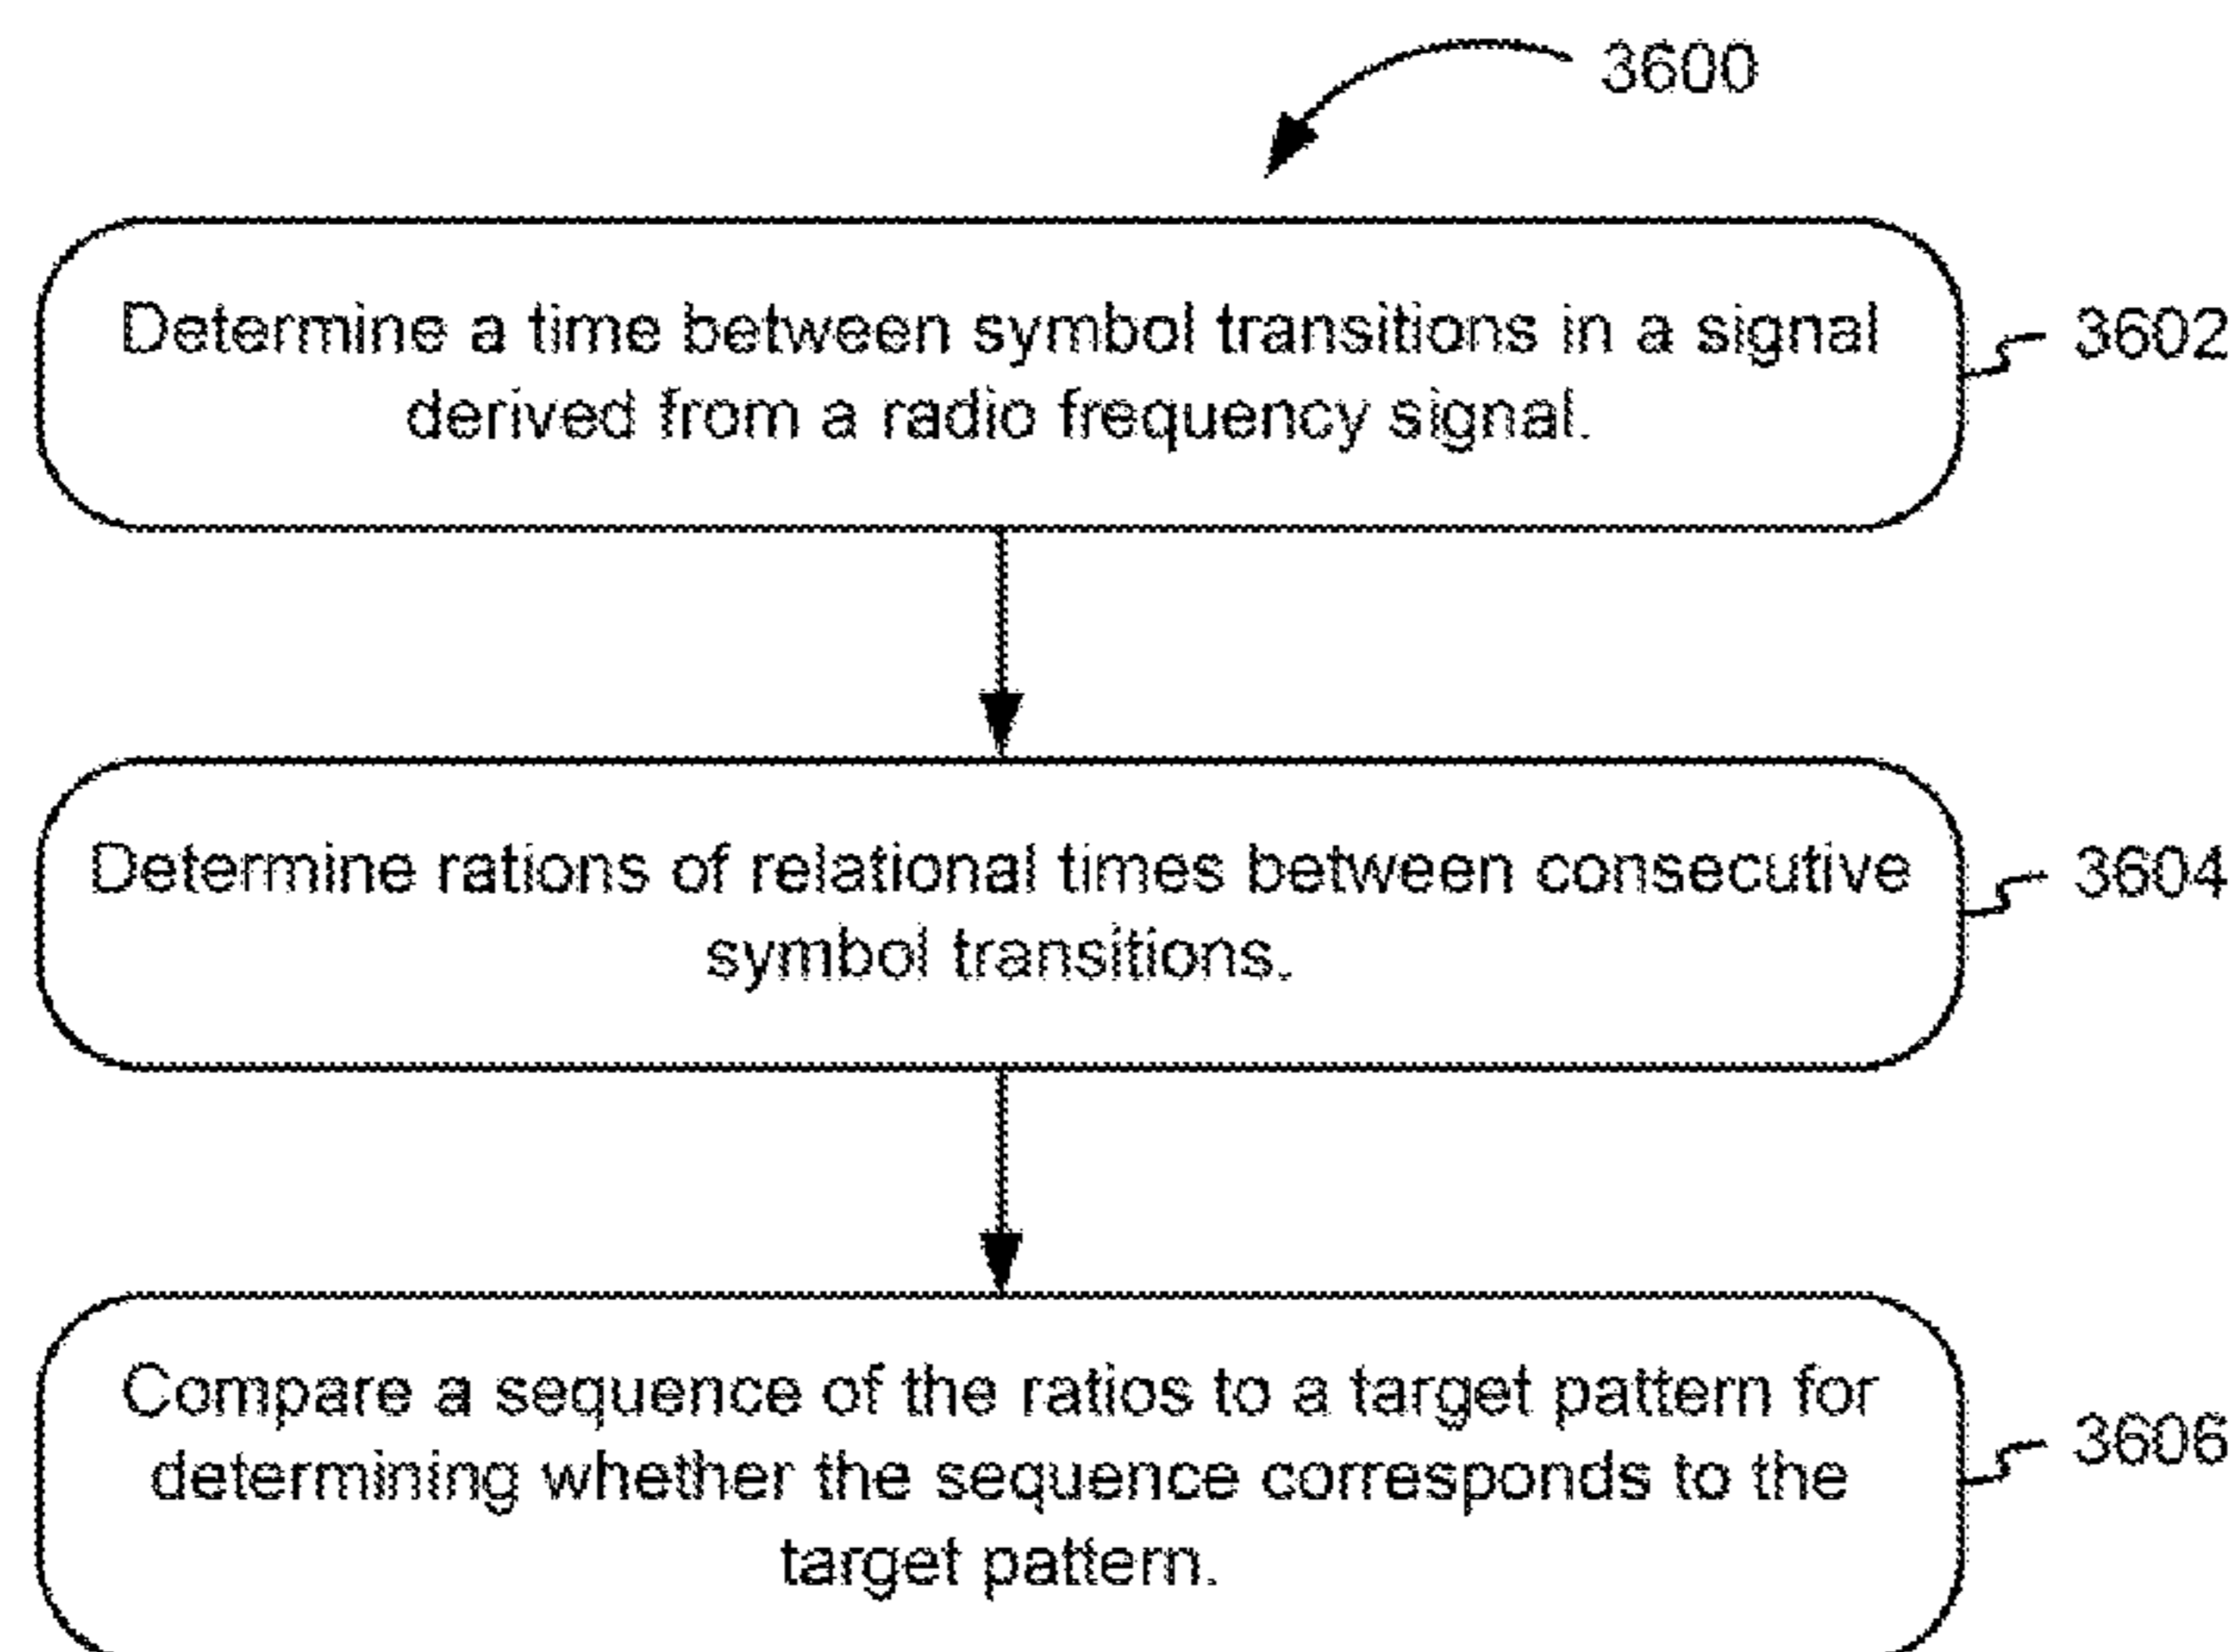 3600
Determine a time between symbol transitions in a signal
derived from a radio frequency signal.
3602
Determine rations of relational times between consecutive
symbol transitions.
3604
Compare a sequence of the ratios to a target pattern for
determining whether the sequence corresponds to the
target pattern.
3606